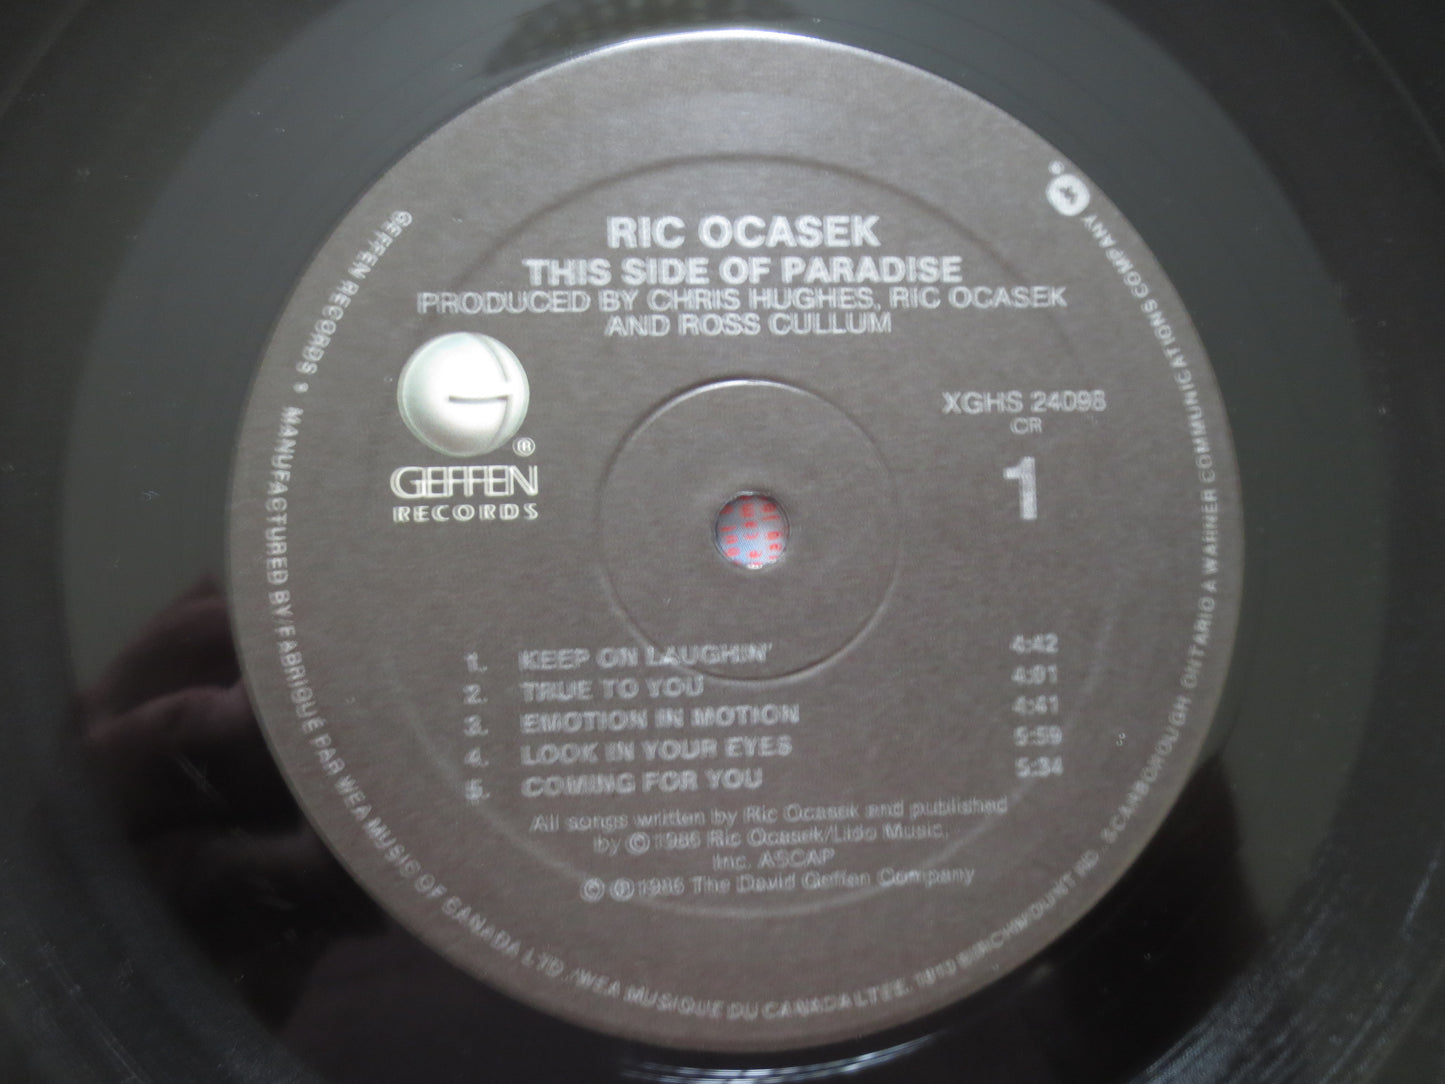 RIC OCASEK
THIS SIDE OF PARADISE
PRODUCED BY CHRIS HUGHES, RIC OCASEK
AND ROSS CULLUM
GEFFEN
RECORDS
®
XGHS 24098
CR
1
1. KEEP ON LAUGHIN' 4:42
2. TRUE TO YOU 4:01
3. EMOTION IN MOTION 4:41
4. LOOK IN YOUR EYES 5:59
5. COMING FOR YOU 5:34
All songs written by Ric Ocasek and published
by © 1986 Ric Ocasek/Lido Music,
Inc. ASCAP
© ℗ 1986 The David Geffen Company
GEFFEN RECORDS • MANUFACTURED BY/FABRIQUÉ PAR WEA MUSIC OF CANADA LTD./WEA MUSIQUE DU CANADA LTEE, 1810 BIRCHMOUNT RD., SCARBOROUGH, ONTARIO A WARNER COMMUNICATIONS COMPANY